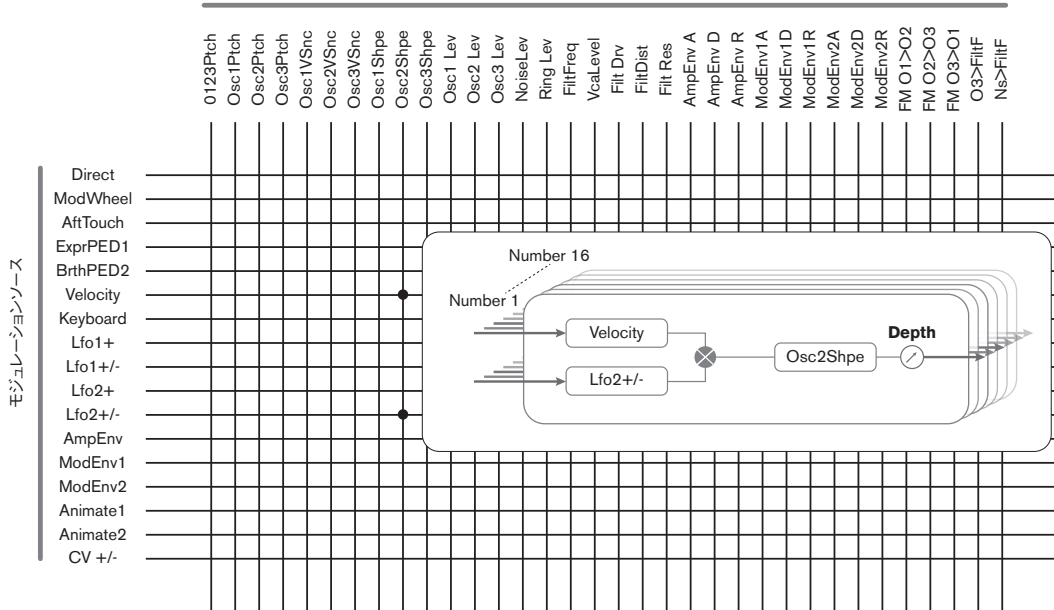 0123Ptch
Osc1Ptch
Osc2Ptch
Osc3Ptch
Osc1VSnc
Osc2VSnc
Osc3VSnc
Osc1Shpe
Osc2Shpe
Osc3Shpe
Osc1 Lev
Osc2 Lev
Osc3 Lev
NoiseLev
Ring Lev
FiltFreq
VcaLevel
Filt Drv
FiltDist
Filt Res
AmpEnv A
AmpEnv D
AmpEnv R
ModEnv1A
ModEnv1D
ModEnv1R
ModEnv2A
ModEnv2D
ModEnv2R
FM O1>O2
FM O2>O3
FM O3>O1
O3>FiltF
Ns>FiltF
モジュレーションソース
Direct
ModWheel
AftTouch
ExprPED1
BrthPED2
Velocity
Keyboard
Lfo1+
Lfo1+/-
Lfo2+
Lfo2+/-
AmpEnv
ModEnv1
ModEnv2
Animate1
Animate2
CV +/-
Number 16
Number 1
Velocity
Lfo2+/-
Osc2Shpe
Depth